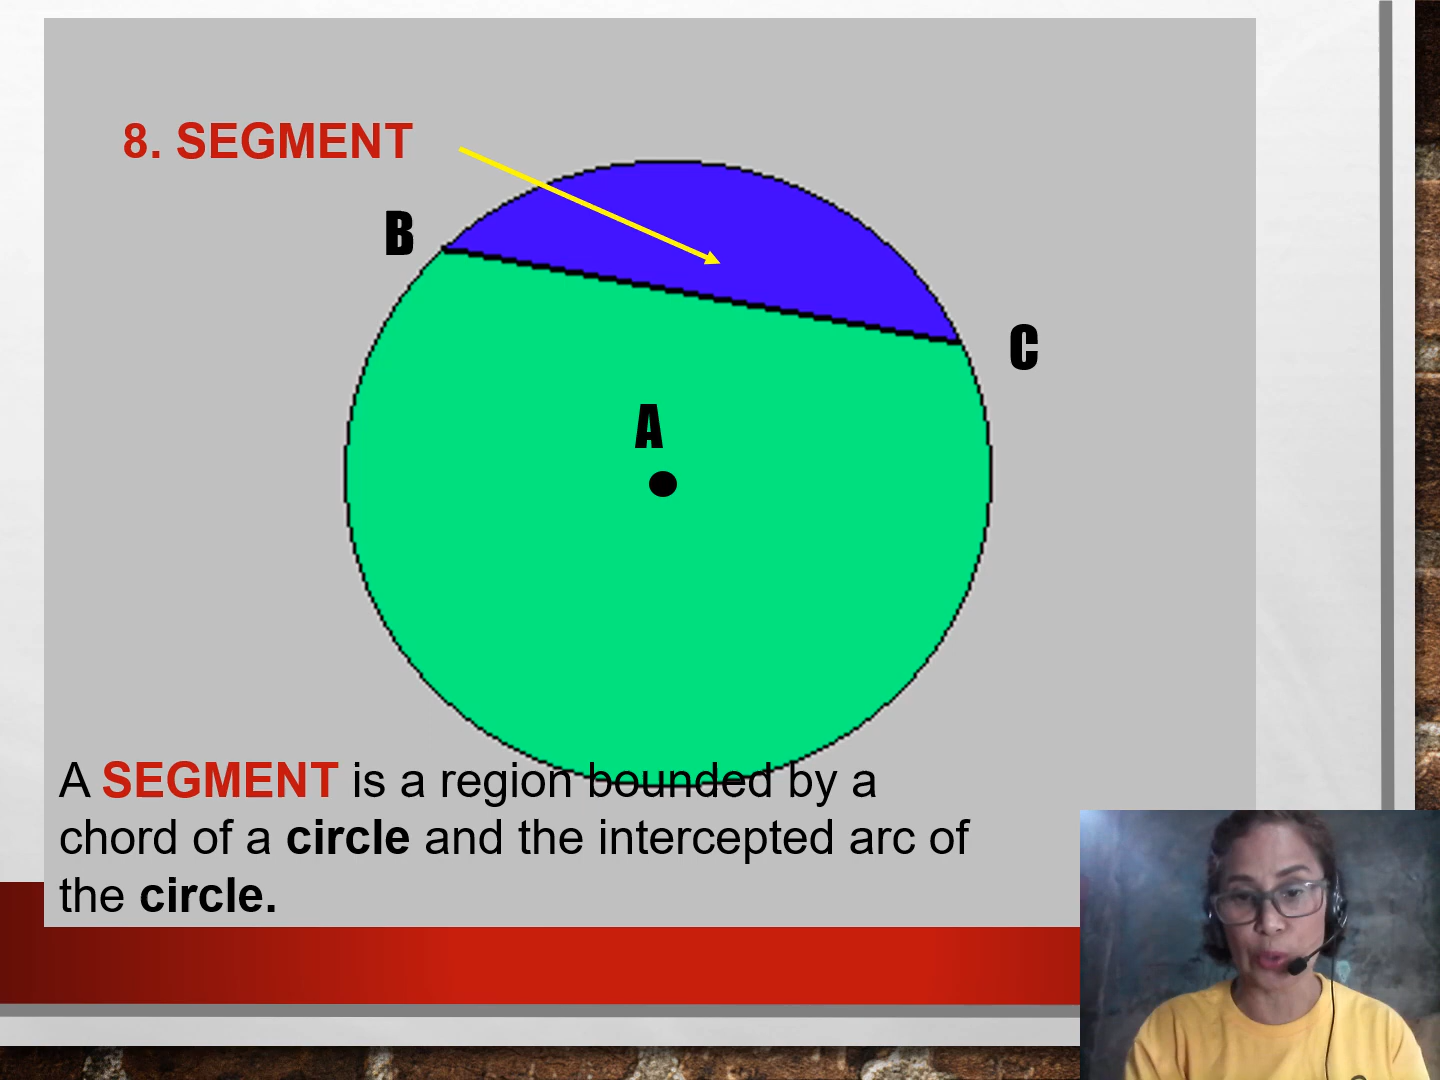 8. SEGMENT
B
C
A
A SEGMENT is a region bounded by a
chord of a circle and the intercepted arc of
the circle.